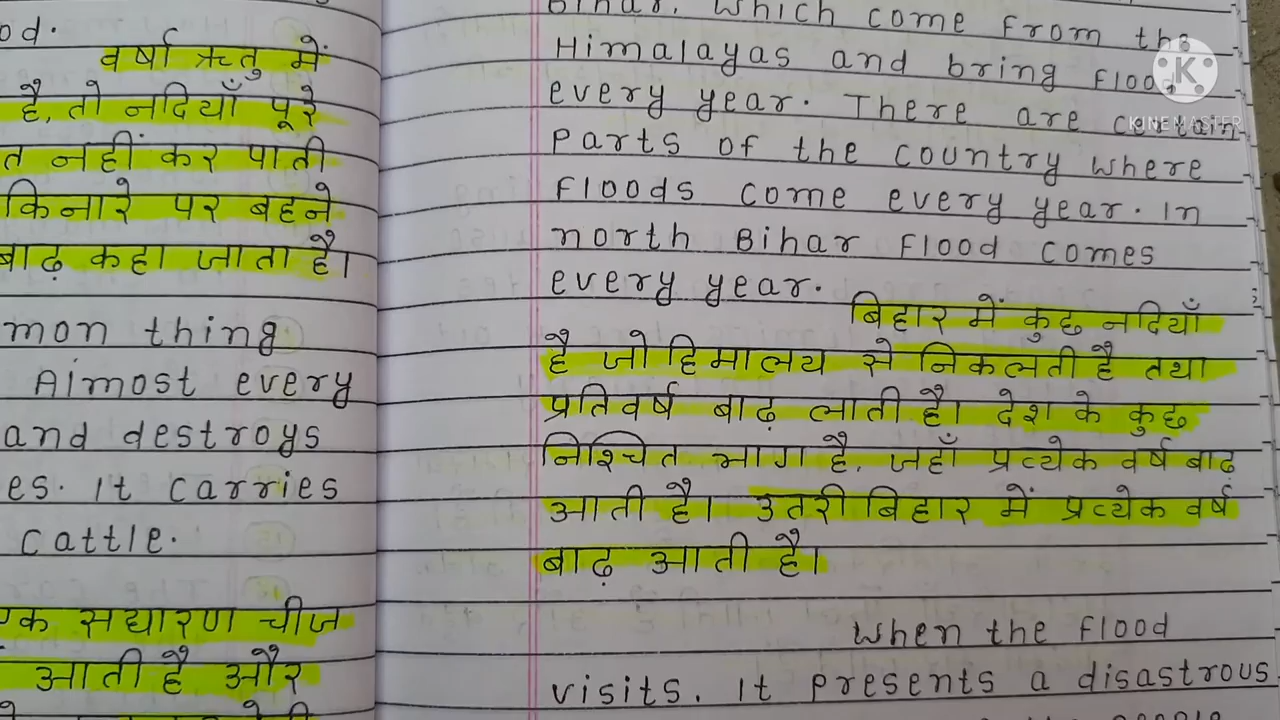 od.
वर्षा ऋतु में
है, तो नदियाँ पूरे
त नहीं कर पाती
किनारे पर बहने
बाढ़ कहा जाता है।
mon thing
Almost every
and destroys
es. It carries
cattle.
एक सधारण चीज
आती है और
Bihar. Which come from the
Himalayas and bring flood
every year. There are certain
parts of the country where
floods come every year. In
north Bihar flood comes
every year.
बिहार में कुछ नदियाँ
है जो हिमालय से निकलती है तथा
प्रतिवर्ष बाढ़ लाती है। देश के कुछ
निश्चित भाग है, जहाँ प्रत्येक वर्ष बाढ़
आती है। उतरी बिहार में प्रत्येक वर्ष
बाढ़ आती है।
When the flood
visits. It presents a disastrous
K
KINEMASTER